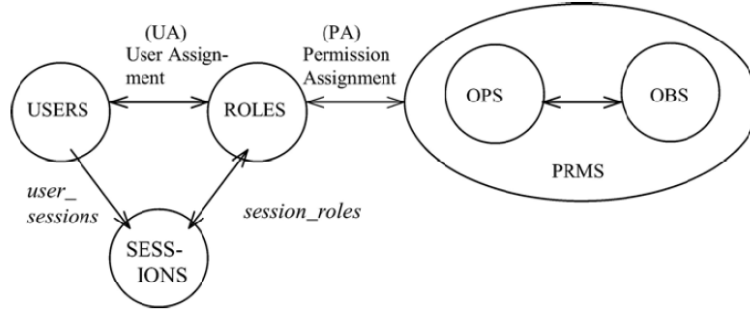 (UA)
User Assign-
ment
(PA)
Permission
Assignment
USERS
ROLES
OPS
OBS
PRMS
user_
sessions
session_roles
SESS-
IONS